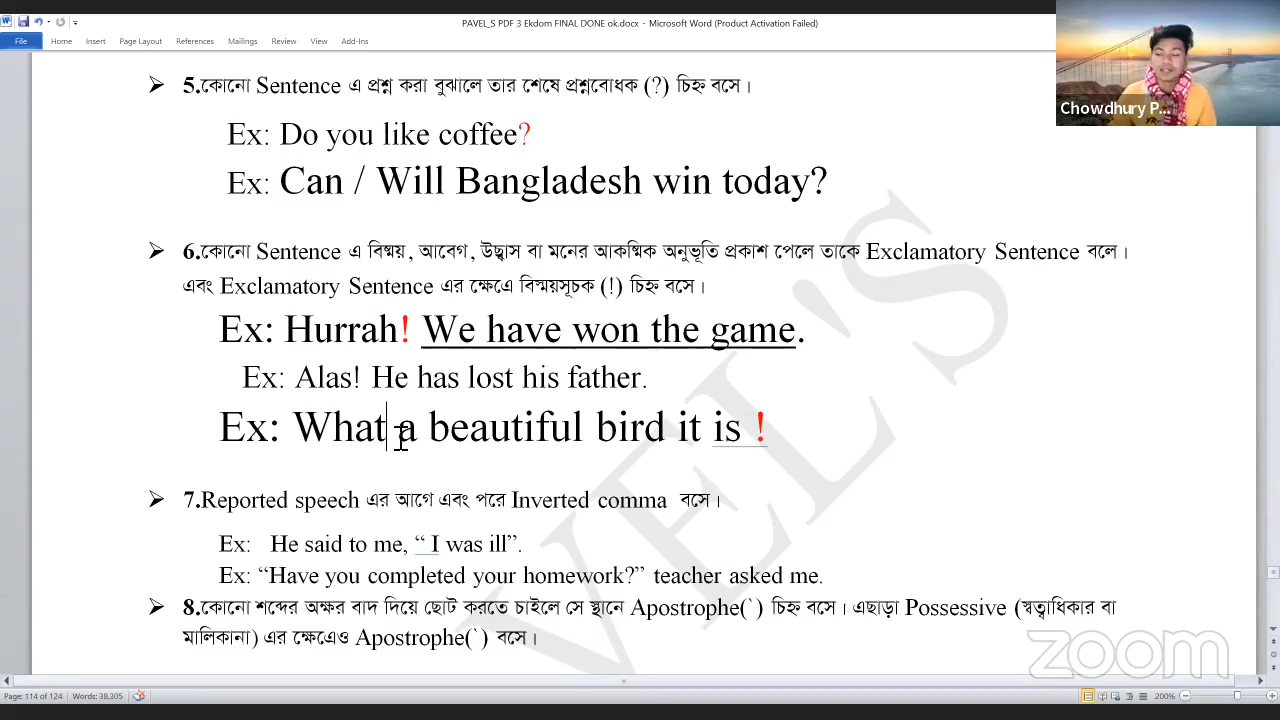 PAVEL_S PDF 3 Ekdom FINAL DONE ok.docx - Microsoft Word (Product Activation Failed)
File Home Insert Page Layout References Mailings Review View Add-Ins
Chowdhury P...
➢ 5.কোনো Sentence এ প্রশ্ন করা বুঝালে তার শেষে প্রশ্নবোধক (?) চিহ্ন বসে।
Ex: Do you like coffee?
Ex: Can / Will Bangladesh win today?
➢ 6.কোনো Sentence এ বিষ্ময়, আবেগ, উচ্ছ্বাস বা মনের আকষ্মিক অনুভূতি প্রকাশ পেলে তাকে Exclamatory Sentence বলে।
এবং Exclamatory Sentence এর ক্ষেত্রে বিষ্ময়সূচক (!) চিহ্ন বসে।
Ex: Hurrah! We have won the game.
Ex: Alas! He has lost his father.
Ex: What a beautiful bird it is !
➢ 7.Reported speech এর আগে এবং পরে Inverted comma বসে।
Ex: He said to me, “ I was ill”.
Ex: “Have you completed your homework?” teacher asked me.
➢ 8.কোনো শব্দের অক্ষর বাদ দিয়ে ছোট করতে চাইলে সে স্থানে Apostrophe(`) চিহ্ন বসে। এছাড়া Possessive (স্বত্বাধিকার বা
মালিকানা) এর ক্ষেত্রেও Apostrophe(`) বসে।
VEL'S
zoom
Page: 114 of 124 Words: 38,305 200%